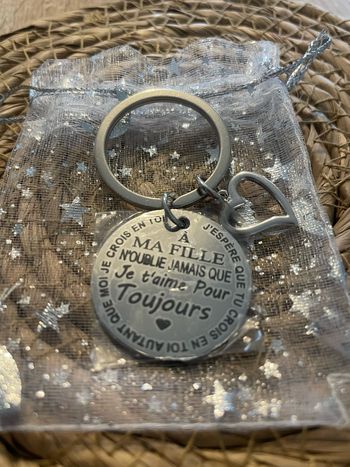 À
MA FILLE
N'OUBLIE JAMAIS QUE
Je t'aime Pour
Toujours
J'ESPÈRE QUE TU CROIS EN TOI AUTANT QUE MOI JE CROIS EN TOI